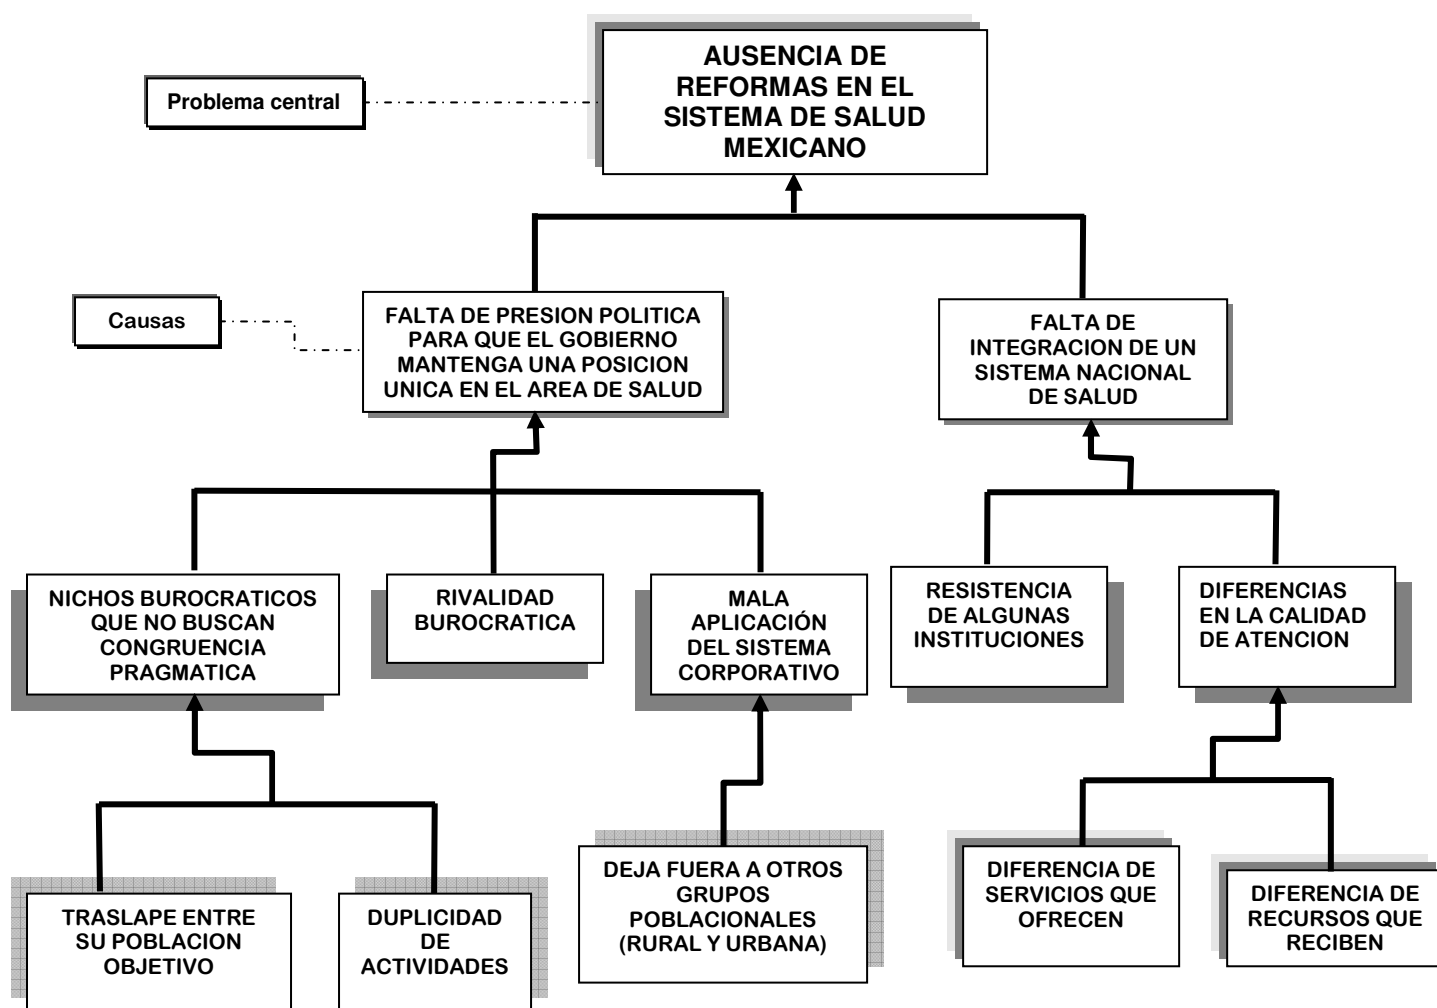 AUSENCIA DE
REFORMAS EN EL
SISTEMA DE SALUD
MEXICANO
Problema central
Causas
FALTA DE PRESION POLITICA
PARA QUE EL GOBIERNO
MANTENGA UNA POSICION
UNICA EN EL AREA DE SALUD
FALTA DE
INTEGRACION DE UN
SISTEMA NACIONAL
DE SALUD
NICHOS BUROCRATICOS
QUE NO BUSCAN
CONGRUENCIA
PRAGMATICA
RIVALIDAD
BUROCRATICA
MALA
APLICACIÓN
DEL SISTEMA
CORPORATIVO
RESISTENCIA
DE ALGUNAS
INSTITUCIONES
DIFERENCIAS
EN LA CALIDAD
DE ATENCION
TRASLAPE ENTRE
SU POBLACION
OBJETIVO
DUPLICIDAD
DE
ACTIVIDADES
DEJA FUERA A OTROS
GRUPOS
POBLACIONALES
(RURAL Y URBANA)
DIFERENCIA DE
SERVICIOS QUE
OFRECEN
DIFERENCIA DE
RECURSOS QUE
RECIBEN